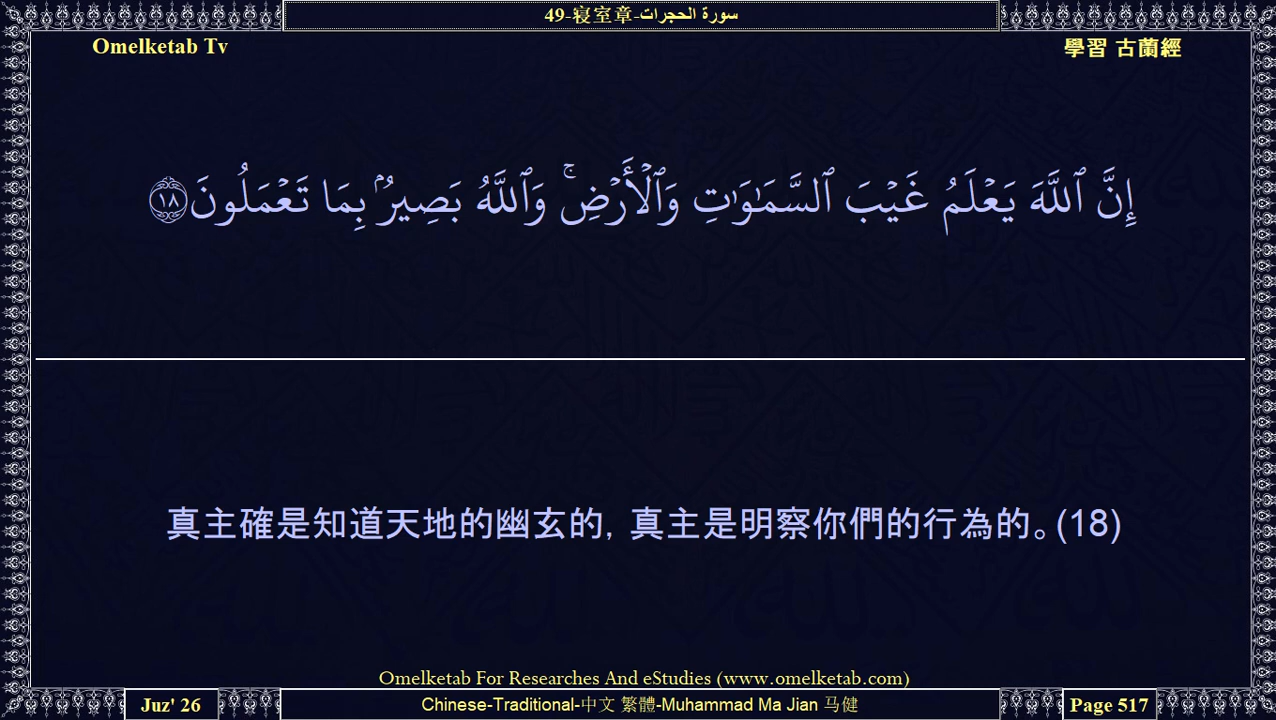 49-寝室章-سورة الحجرات
Omelketab Tv
學習 古蘭經
إِنَّ ٱللَّهَ يَعۡلَمُ غَيۡبَ ٱلسَّمَٰوَٰتِ وَٱلۡأَرۡضِۚ وَٱللَّهُ بَصِيرُۢ بِمَا تَعۡمَلُونَ ١٨
真主確是知道天地的幽玄的, 真主是明察你們的行為的。(18)
Omelketab For Researches And eStudies (www.omelketab.com)
Juz' 26
Chinese-Traditional-中文 繁體-Muhammad Ma Jian 马健
Page 517